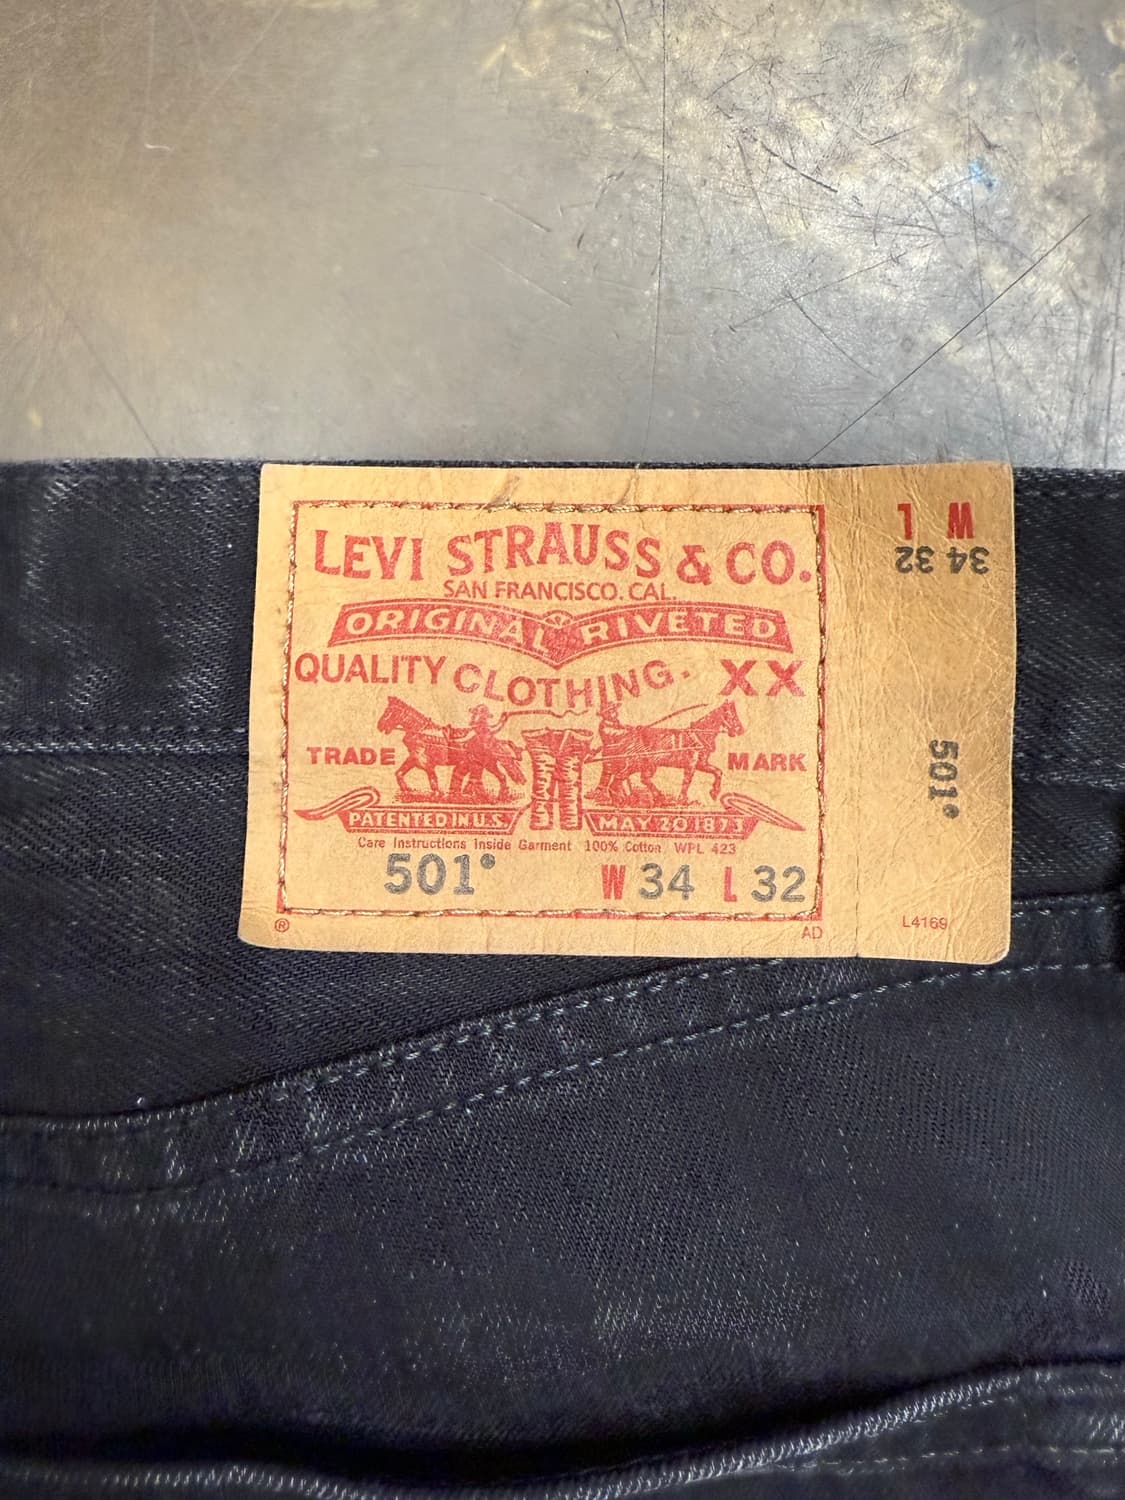 LEVI STRAUSS & CO.
SAN FRANCISCO. CAL.
ORIGINAL RIVETED
QUALITY CLOTHING. XX
TRADE MARK
PATENTED IN U.S. MAY 20 1873
Care Instructions Inside Garment 100% Cotton WPL 423
501® W 34 L 32
® AD
W L
34 32
501®
L4169